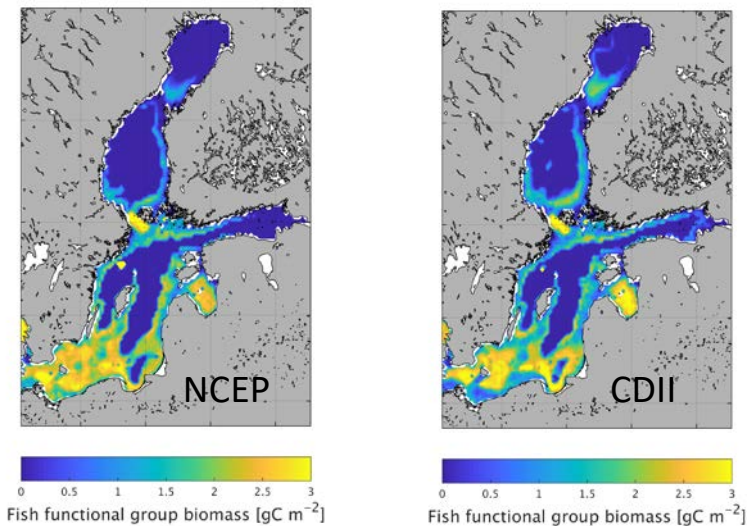 NCEP
CDII
0 0.5 1 1.5 2 2.5 3
Fish functional group biomass [gC m⁻²]
0 0.5 1 1.5 2 2.5 3
Fish functional group biomass [gC m⁻²]